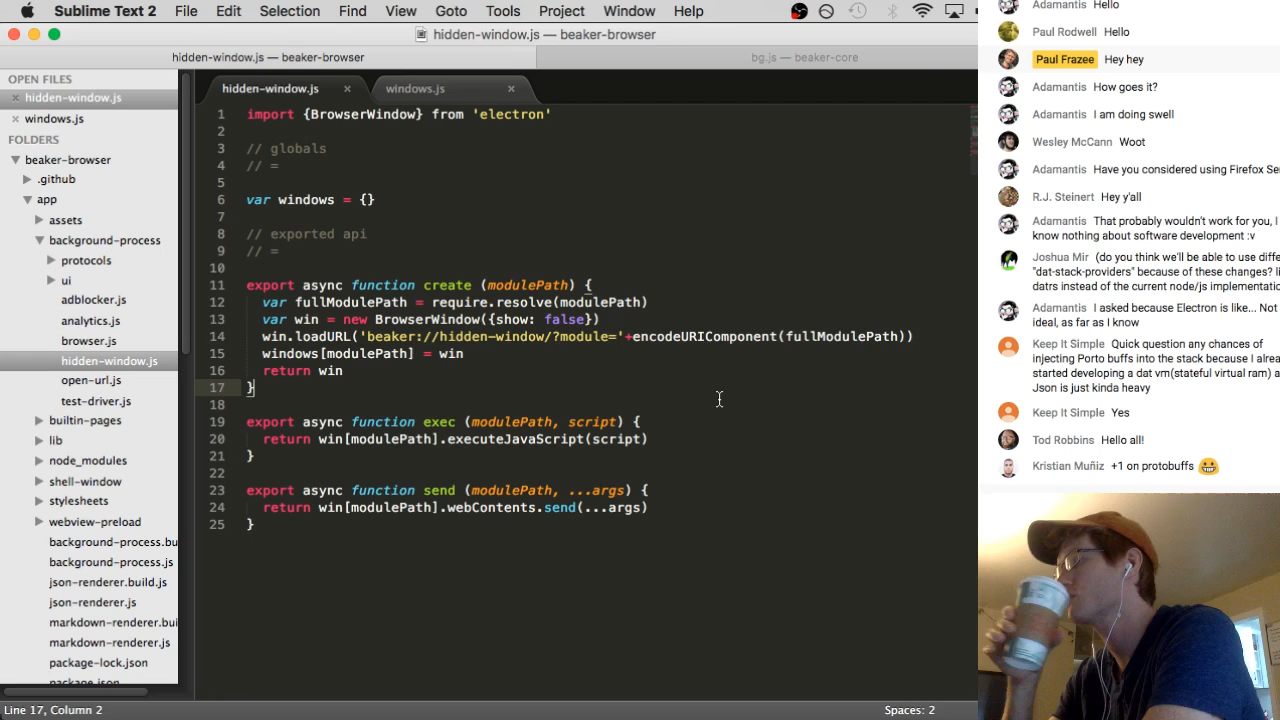 Sublime Text 2 File Edit Selection Find View Goto Tools Project Window Help
hidden-window.js — beaker-browser
hidden-window.js — beaker-browser
bg.js — beaker-core
OPEN FILES
× hidden-window.js
× windows.js
FOLDERS
beaker-browser
.github
app
assets
background-process
protocols
ui
adblocker.js
analytics.js
browser.js
hidden-window.js
open-url.js
test-driver.js
builtin-pages
lib
node_modules
shell-window
stylesheets
webview-preload
background-process.bu
background-process.js
json-renderer.build.js
json-renderer.js
markdown-renderer.bui
markdown-renderer.js
package-lock.json
package.json
hidden-window.js ×
windows.js ×
1 import {BrowserWindow} from 'electron'
2
3 // globals
4 // =
5
6 var windows = {}
7
8 // exported api
9 // =
10
11 export async function create (modulePath) {
12 var fullModulePath = require.resolve(modulePath)
13 var win = new BrowserWindow({show: false})
14 win.loadURL('beaker://hidden-window/?module='+encodeURIComponent(fullModulePath))
15 windows[modulePath] = win
16 return win
17 }
18
19 export async function exec (modulePath, script) {
20 return win[modulePath].executeJavaScript(script)
21 }
22
23 export async function send (modulePath, ...args) {
24 return win[modulePath].webContents.send(...args)
25 }
Line 17, Column 2
Spaces: 2
Adamantis Hello
Paul Rodwell Hello
Paul Frazee Hey hey
Adamantis How goes it?
Adamantis I am doing swell
Wesley McCann Woot
Adamantis Have you considered using Firefox Se
R.J. Steinert Hey y'all
Adamantis That probably wouldn't work for you, I
know nothing about software development :v
Joshua Mir (do you think we'll be able to use diffe
"dat-stack-providers" because of these changes? li
datrs instead of the current node/js implementatio
Adamantis I asked because Electron is like... Not
ideal, as far as I know
Keep It Simple Quick question any chances of
injecting Porto buffs into the stack because I alrea
started developing a dat vm(stateful virtual ram) a
Json is just kinda heavy
Keep It Simple Yes
Tod Robbins Hello all!
Kristian Muñiz +1 on protobuffs 😬